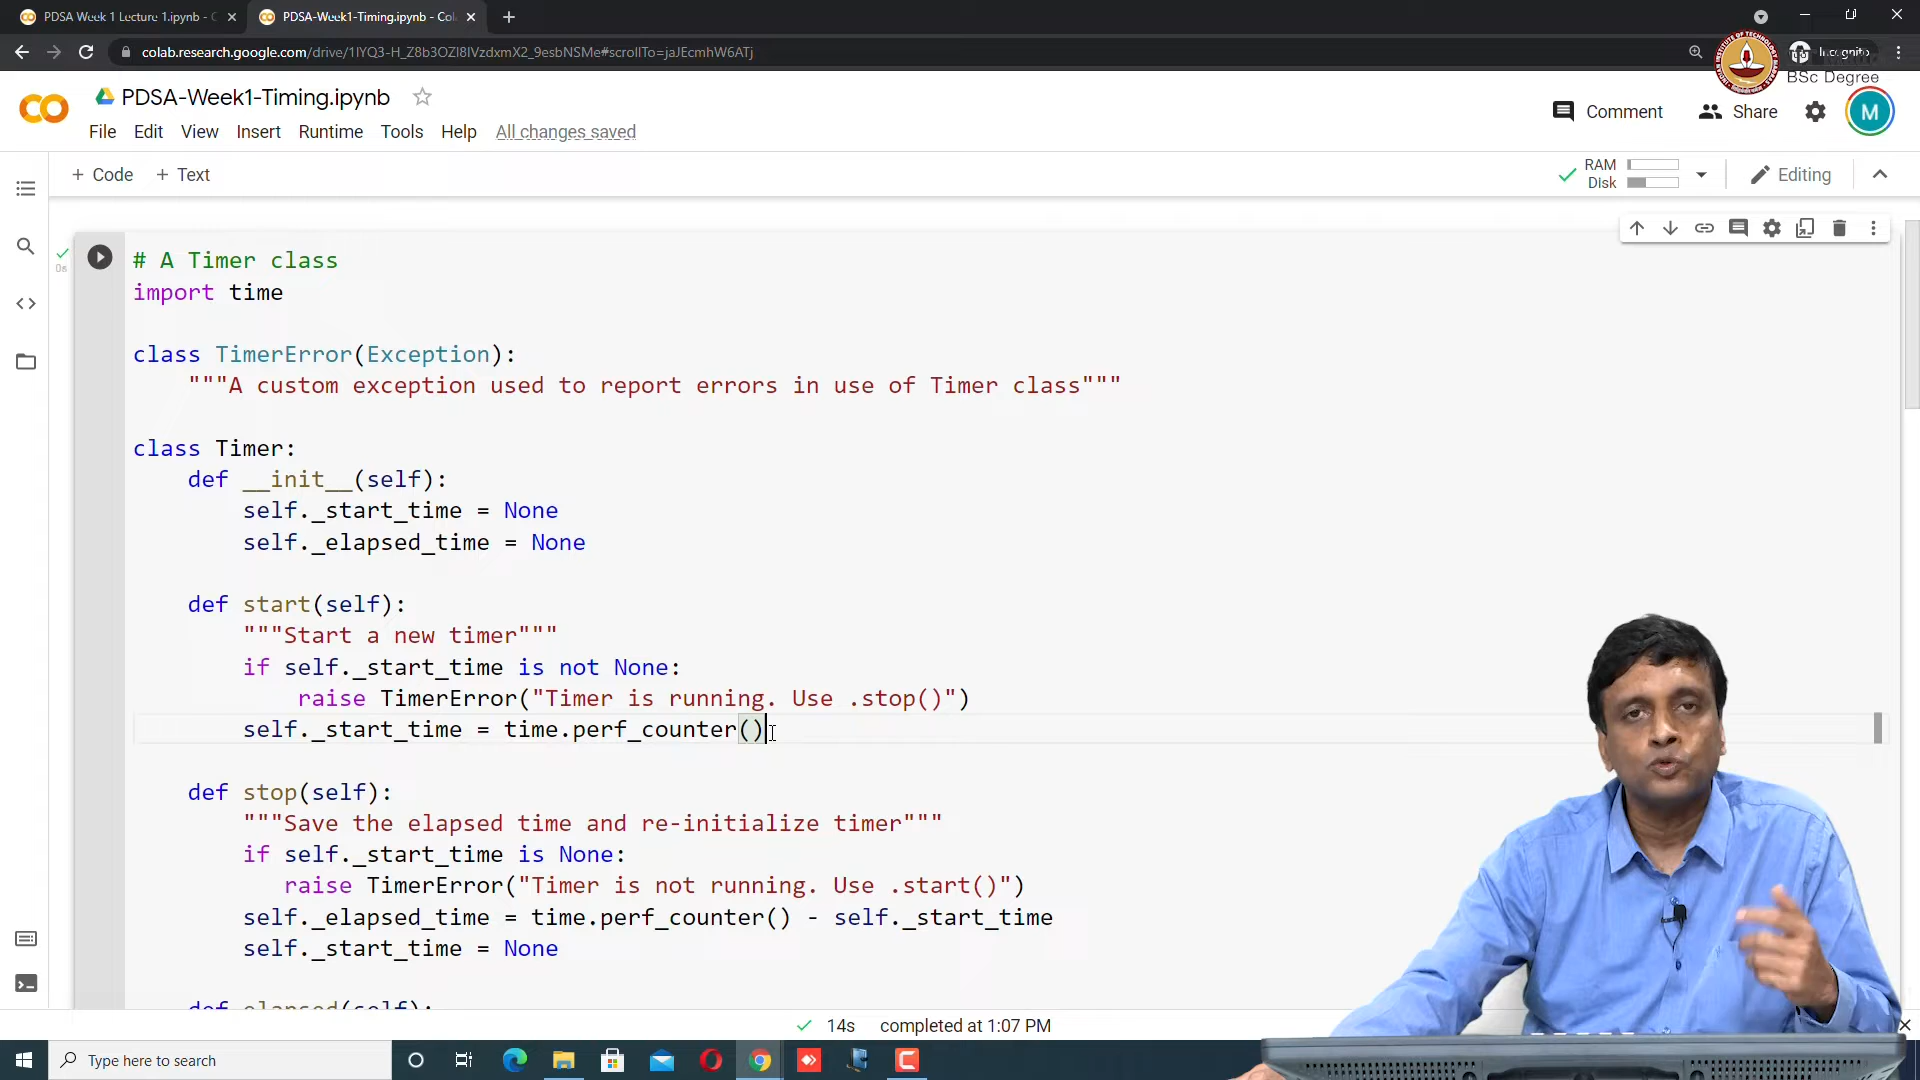 PDSA Week 1 Lecture 1.ipynb - C
PDSA-Week1-Timing.ipynb - Col
colab.research.google.com/drive/1IYQ3-H_Z8b3OZI8IVzdxmX2_9esbNSMe#scrollTo=jaJEcmhW6ATj
Incognito
BSc Degree
PDSA-Week1-Timing.ipynb
File Edit View Insert Runtime Tools Help All changes saved
Comment Share M
+ Code + Text
RAM
Disk
Editing
0s
# A Timer class
import time
class TimerError(Exception):
"""A custom exception used to report errors in use of Timer class"""
class Timer:
def __init__(self):
self._start_time = None
self._elapsed_time = None
def start(self):
"""Start a new timer"""
if self._start_time is not None:
raise TimerError("Timer is running. Use .stop()")
self._start_time = time.perf_counter()
def stop(self):
"""Save the elapsed time and re-initialize timer"""
if self._start_time is None:
raise TimerError("Timer is not running. Use .start()")
self._elapsed_time = time.perf_counter() - self._start_time
self._start_time = None
def elapsed(self):
14s completed at 1:07 PM
Type here to search